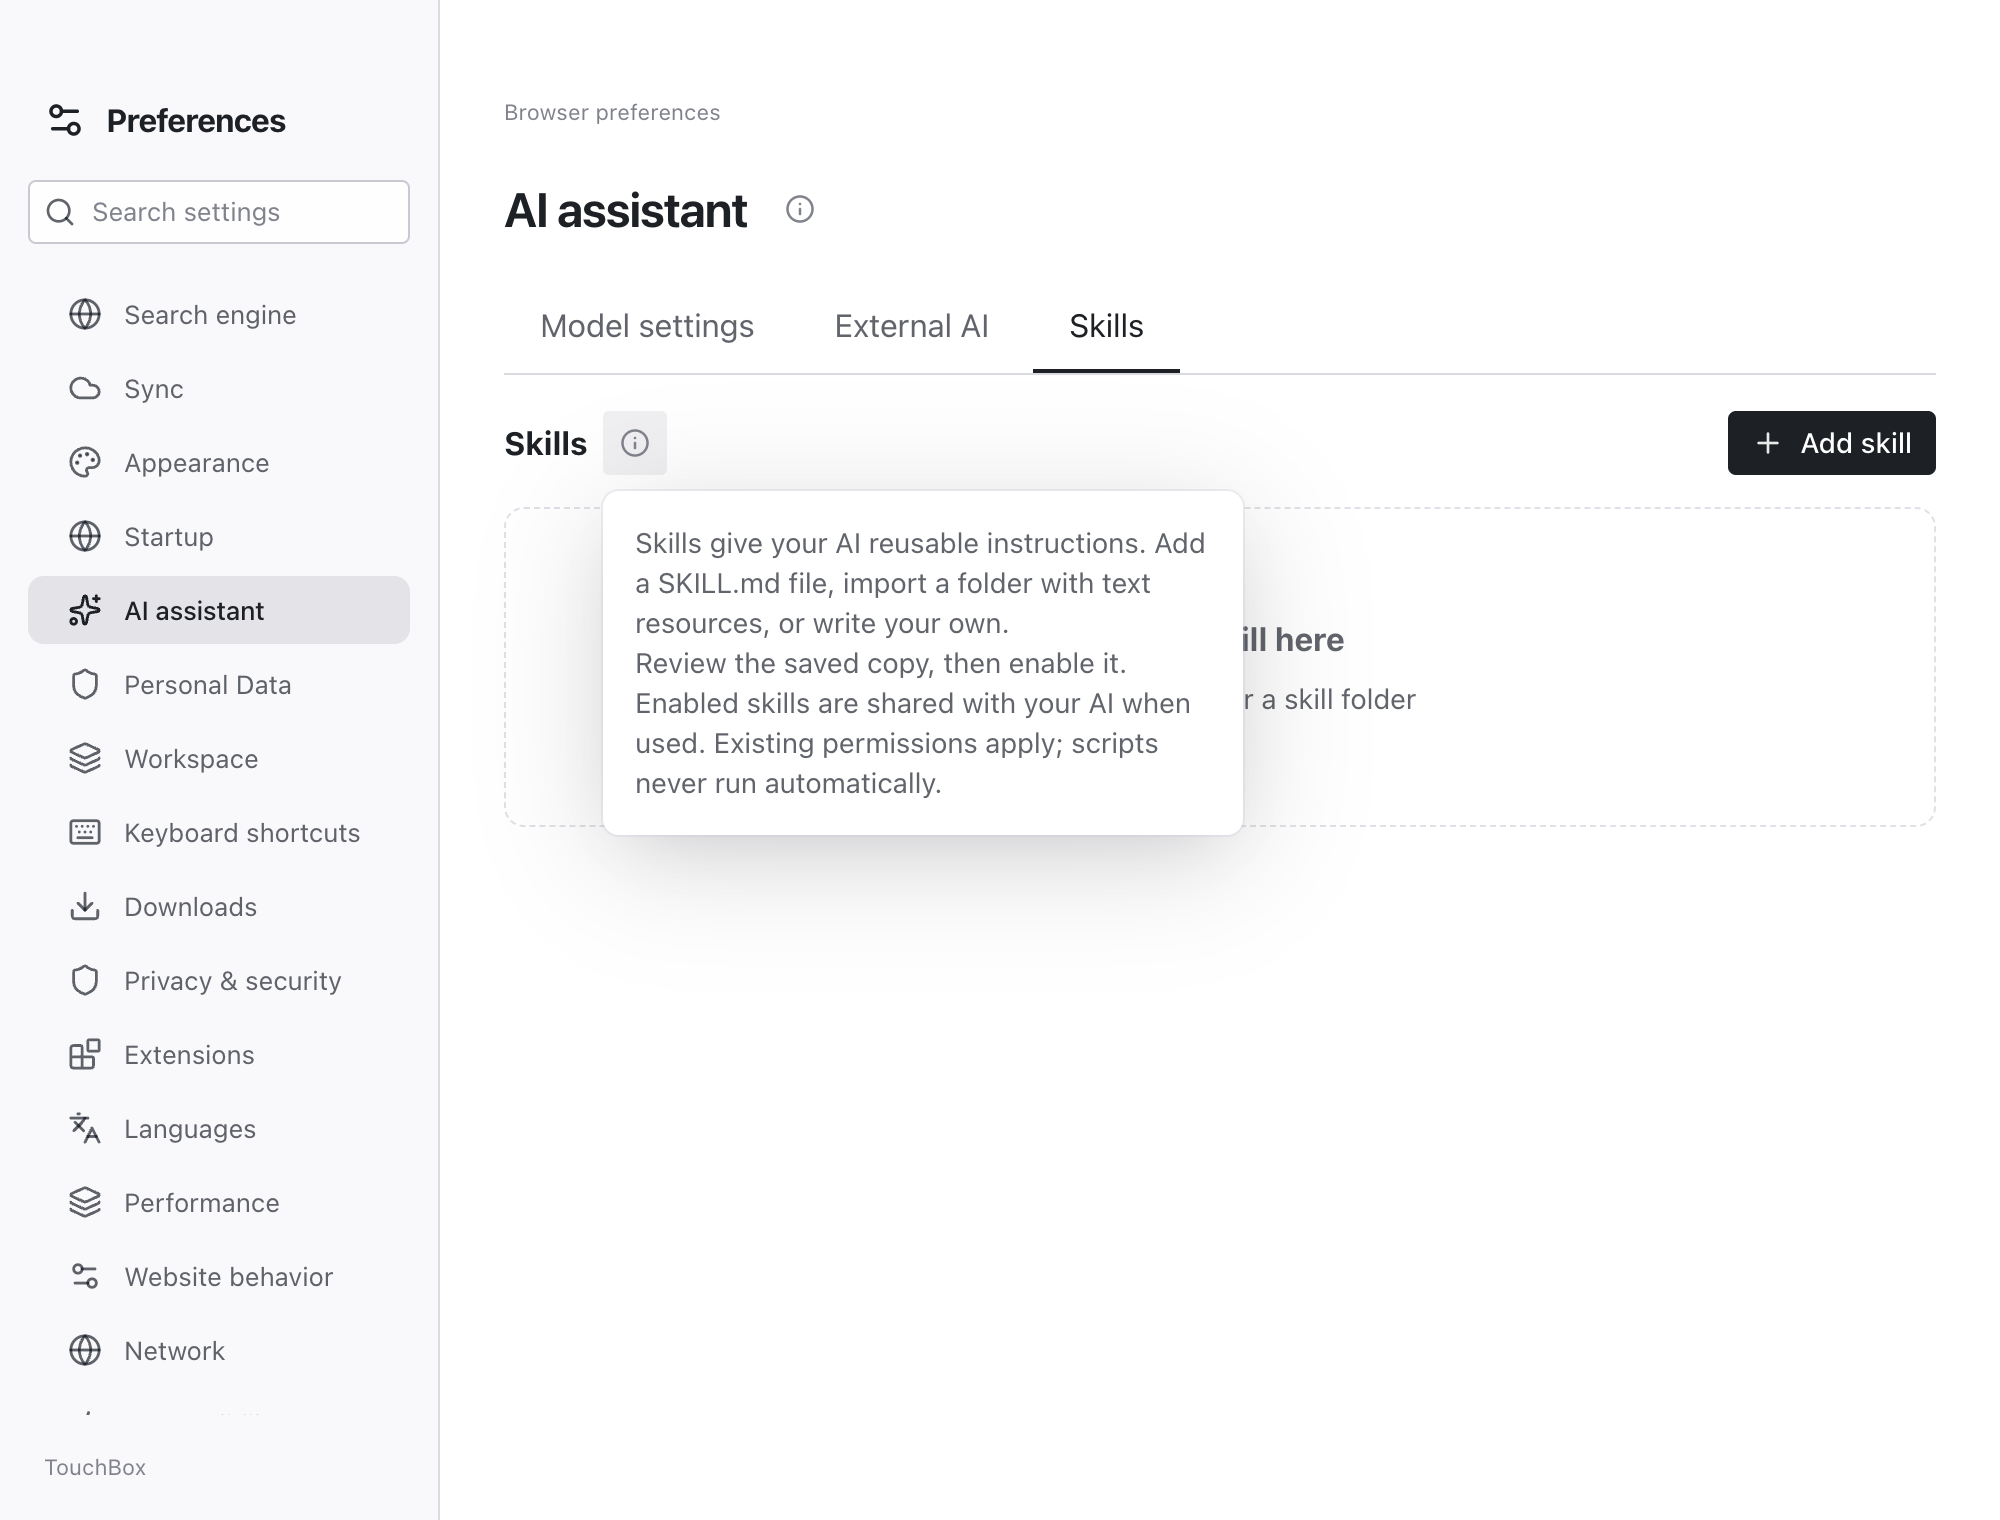 Preferences
Search settings
Search engine
Sync
Appearance
Startup
AI assistant
Personal Data
Workspace
Keyboard shortcuts
Downloads
Privacy & security
Extensions
Languages
Performance
Website behavior
Network
TouchBox
Browser preferences
AI assistant
Model settings
External AI
Skills
Skills
Add skill
Skills give your AI reusable instructions. Add
a SKILL.md file, import a folder with text
resources, or write your own.
Review the saved copy, then enable it.
Enabled skills are shared with your AI when
used. Existing permissions apply; scripts
never run automatically.
here
a skill folder